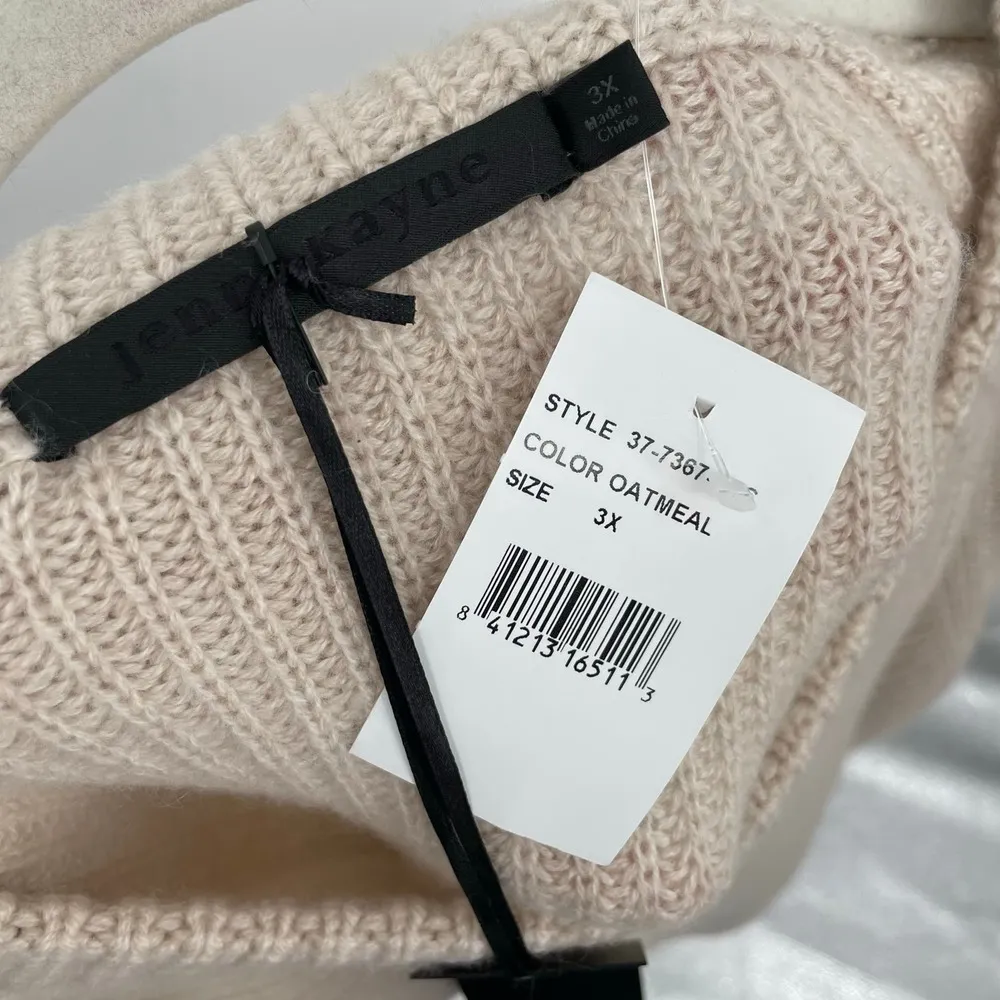 3X
Made in
China
kayne
STYLE 37-7367
COLOR OATMEAL
SIZE
3X
8 41213 16511 3